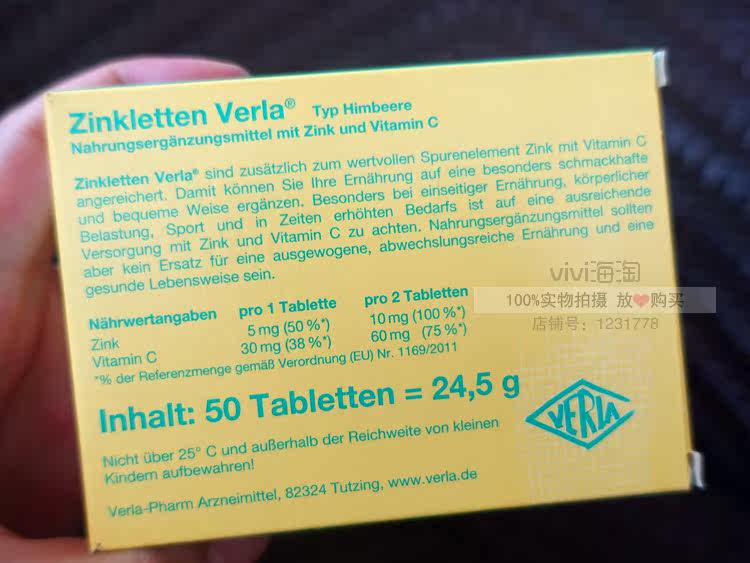 Zinkletten Verla® Typ Himbeere
Nahrungsergänzungsmittel mit Zink und Vitamin C
Zinkletten Verla® sind zusätzlich zum wertvollen Spurenelement Zink mit Vitamin C
angereichert. Damit können Sie Ihre Ernährung auf eine besonders schmackhafte
und bequeme Weise ergänzen. Besonders bei einseitiger Ernährung, körperlicher
Belastung, Sport und in Zeiten erhöhten Bedarfs ist auf eine ausreichende
Versorgung mit Zink und Vitamin C zu achten. Nahrungsergänzungsmittel sollten
aber kein Ersatz für eine ausgewogene, abwechslungsreiche Ernährung und eine
gesunde Lebensweise sein.
vivi海淘
100%实物拍摄 放❤购买
店铺号：1231778
Nährwertangaben pro 1 Tablette pro 2 Tabletten
Zink 5 mg (50 %*) 10 mg (100 %*)
Vitamin C 30 mg (38 %*) 60 mg (75 %*)
*% der Referenzmenge gemäß Verordnung (EU) Nr. 1169/2011
Inhalt: 50 Tabletten = 24,5 g
VERLA
Nicht über 25° C und außerhalb der Reichweite von kleinen
Kindern aufbewahren!
Verla-Pharm Arzneimittel, 82324 Tutzing, www.verla.de